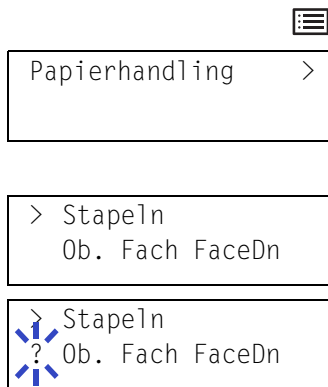 Papierhandling >
> Stapeln
Ob. Fach FaceDn
> Stapeln
? Ob. Fach FaceDn